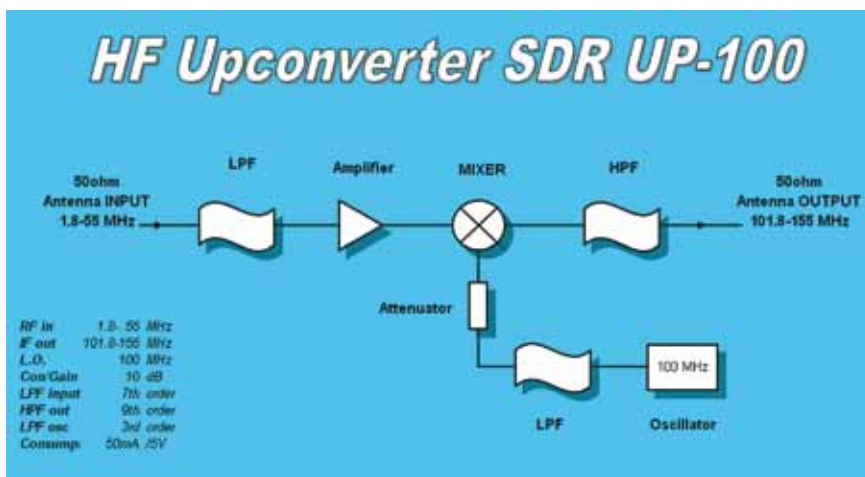 HF Upconverter SDR UP-100
LPF
Amplifier
MIXER
HPF
50ohm
Antenna INPUT
1.8-55 MHz
50ohm
Antenna OUTPUT
101.8-155 MHz
Attenuator
100 MHz
LPF
Oscillator
RF in 1.8- 55 MHz
IF out 101.8-155 MHz
L.O. 100 MHz
Con/Gain 10 dB
LPF input 7th order
HPF out 9th order
LPF osc 3rd order
Consump: 50mA /5V